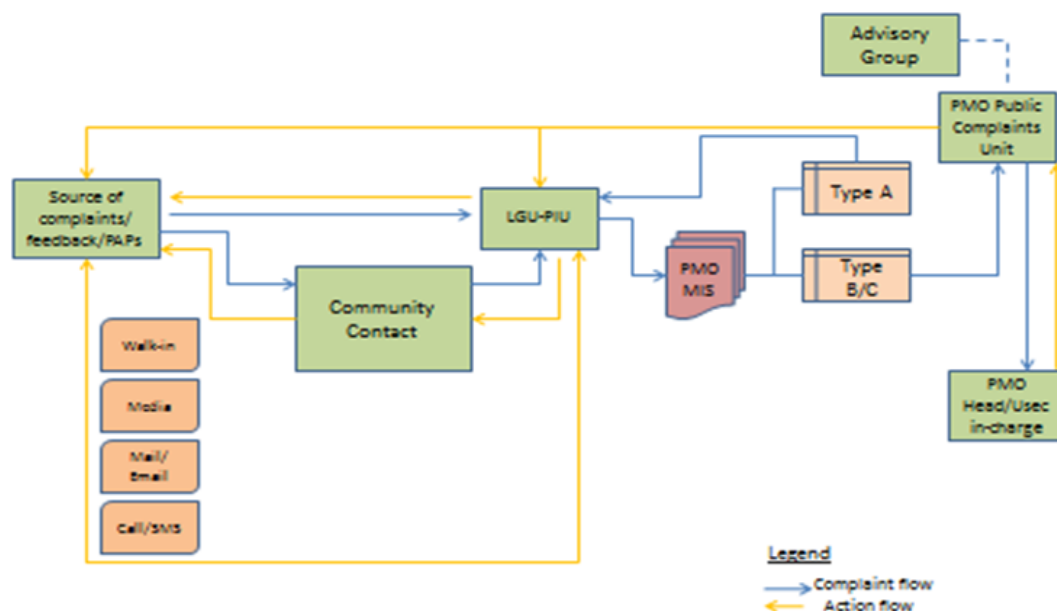 Advisory
Group
PMO Public
Complaints
Unit
Source of
complaints/
feedback/PAPs
LGU-PIU
Type A
PMO
MIS
Type
B/C
Community
Contact
Walk-in
Media
Mail/
Email
Call/SMS
PMO
Head/Usec
in-charge
Legend
Complaint flow
Action flow